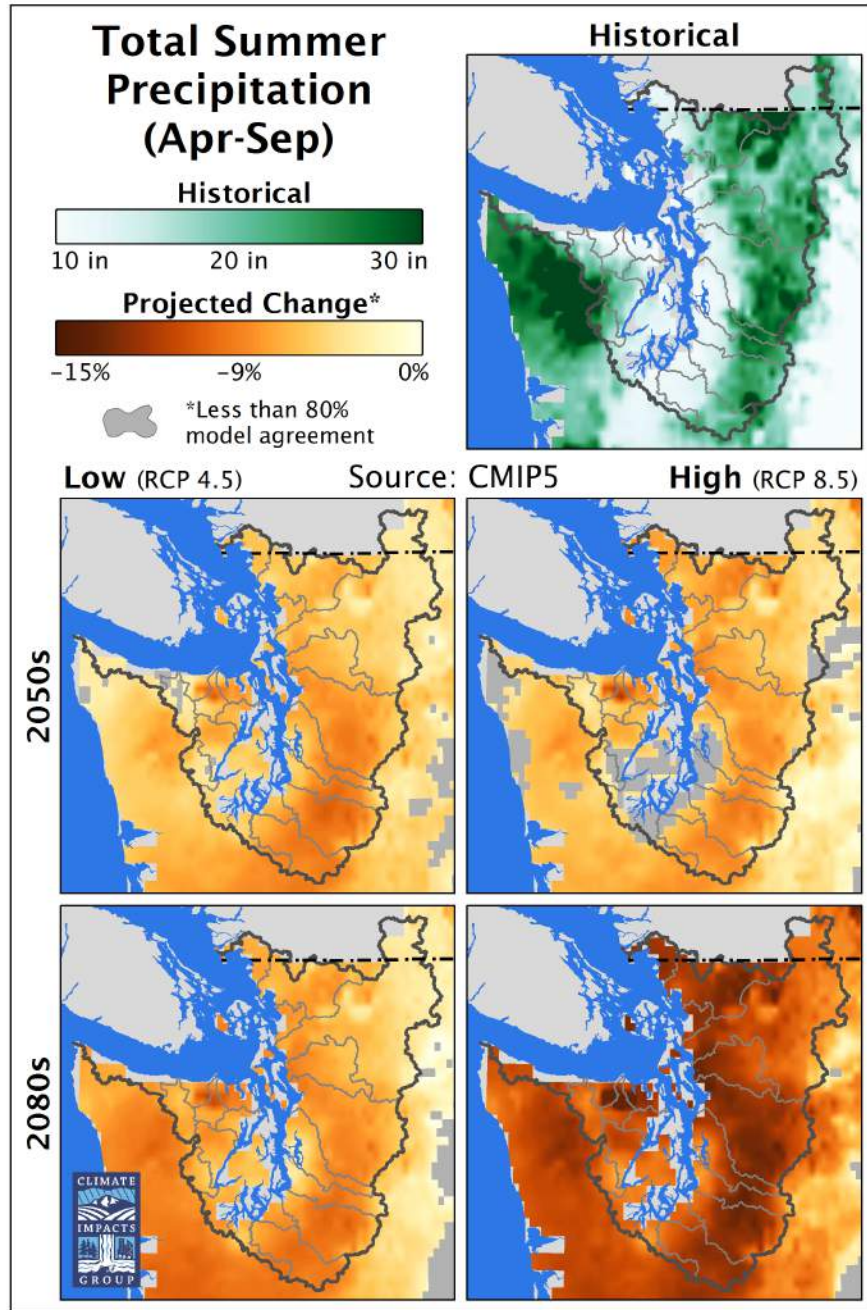 Total Summer
Precipitation
(Apr-Sep)
Historical
Historical
10 in 20 in 30 in
Projected Change*
-15% -9% 0%
*Less than 80%
model agreement
Low (RCP 4.5) Source: CMIP5 High (RCP 8.5)
2050s
2080s
CLIMATE
IMPACTS
GROUP